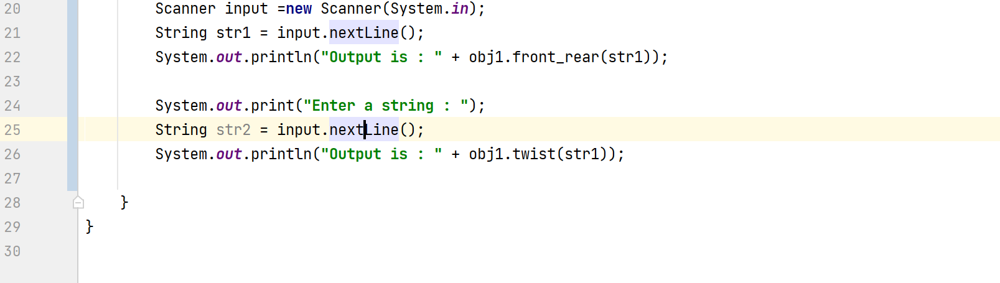 20 Scanner input =new Scanner(System.in);
21 String str1 = input.nextLine();
22 System.out.println("Output is : " + obj1.front_rear(str1));
23
24 System.out.print("Enter a string : ");
25 String str2 = input.nextLine();
26 System.out.println("Output is : " + obj1.twist(str1));
27
28 }
29 }
30